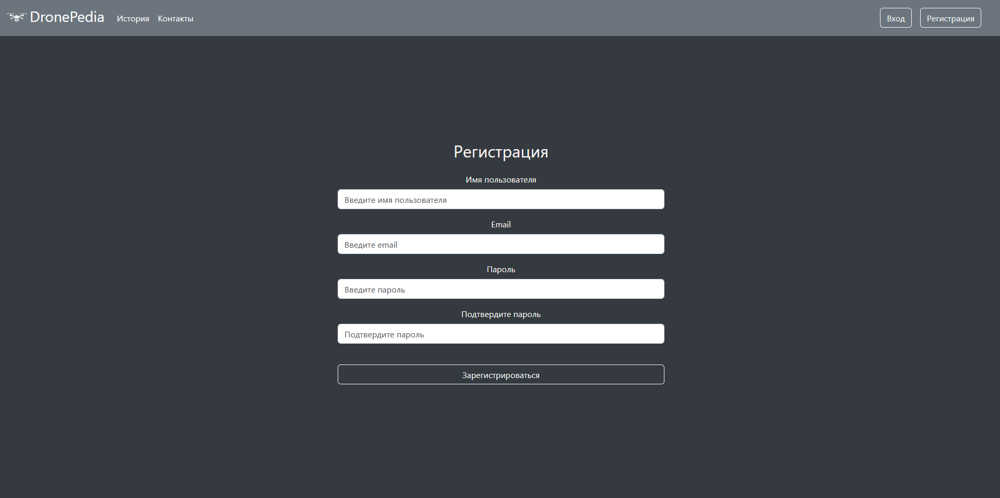 DronePedia История Контакты Вход Регистрация
Регистрация
Имя пользователя
Введите имя пользователя
Email
Введите email
Пароль
Введите пароль
Подтвердите пароль
Подтвердите пароль
Зарегистрироваться